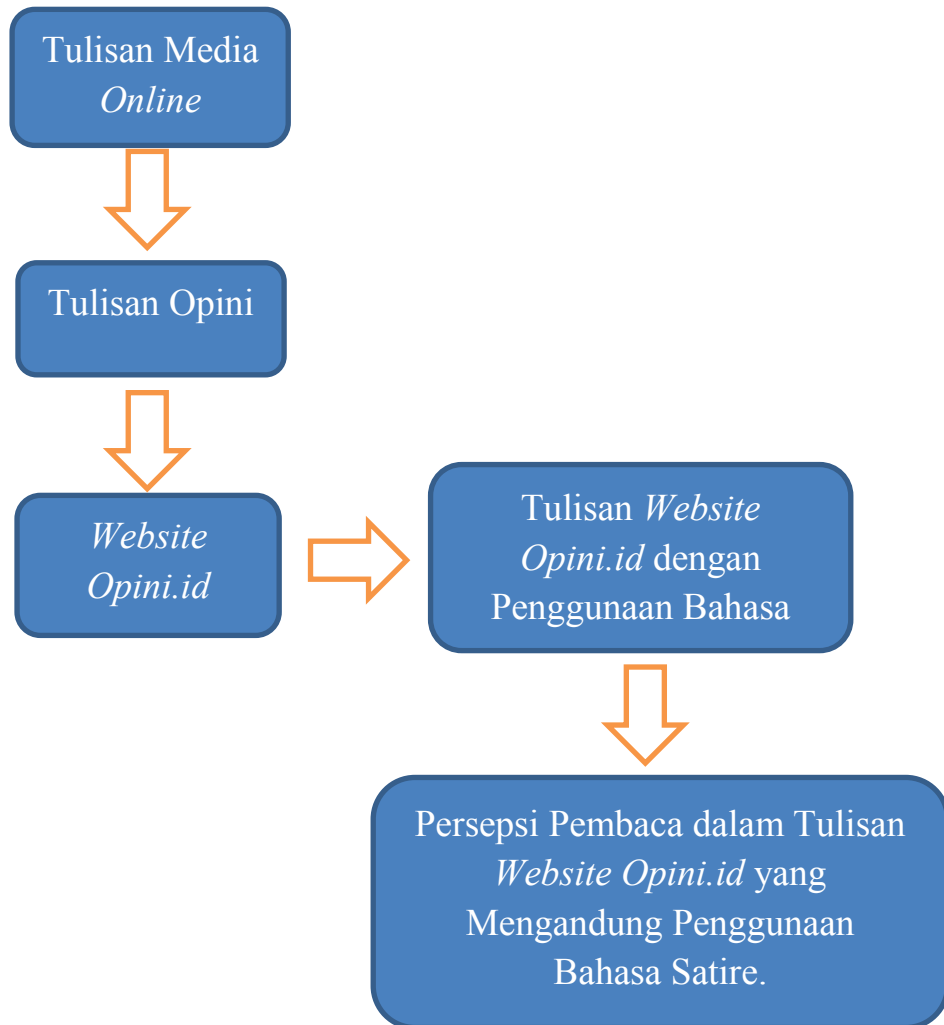 Tulisan Media
Online
Tulisan Opini
Website
Opini.id
Tulisan Website
Opini.id dengan
Penggunaan Bahasa
Persepsi Pembaca dalam Tulisan
Website Opini.id yang
Mengandung Penggunaan
Bahasa Satire.